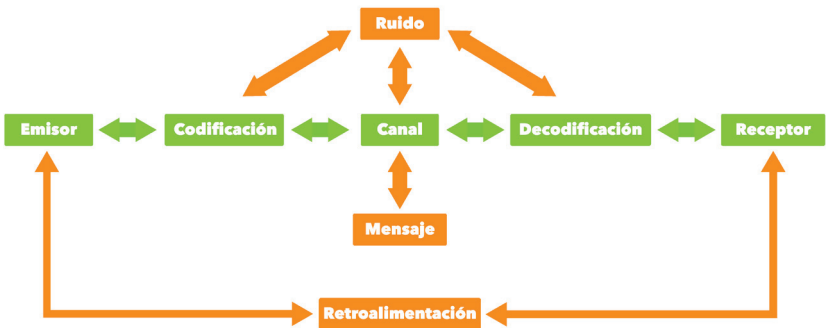 Ruido
Emisor
Codificación
Canal
Decodificación
Receptor
Mensaje
Retroalimentación